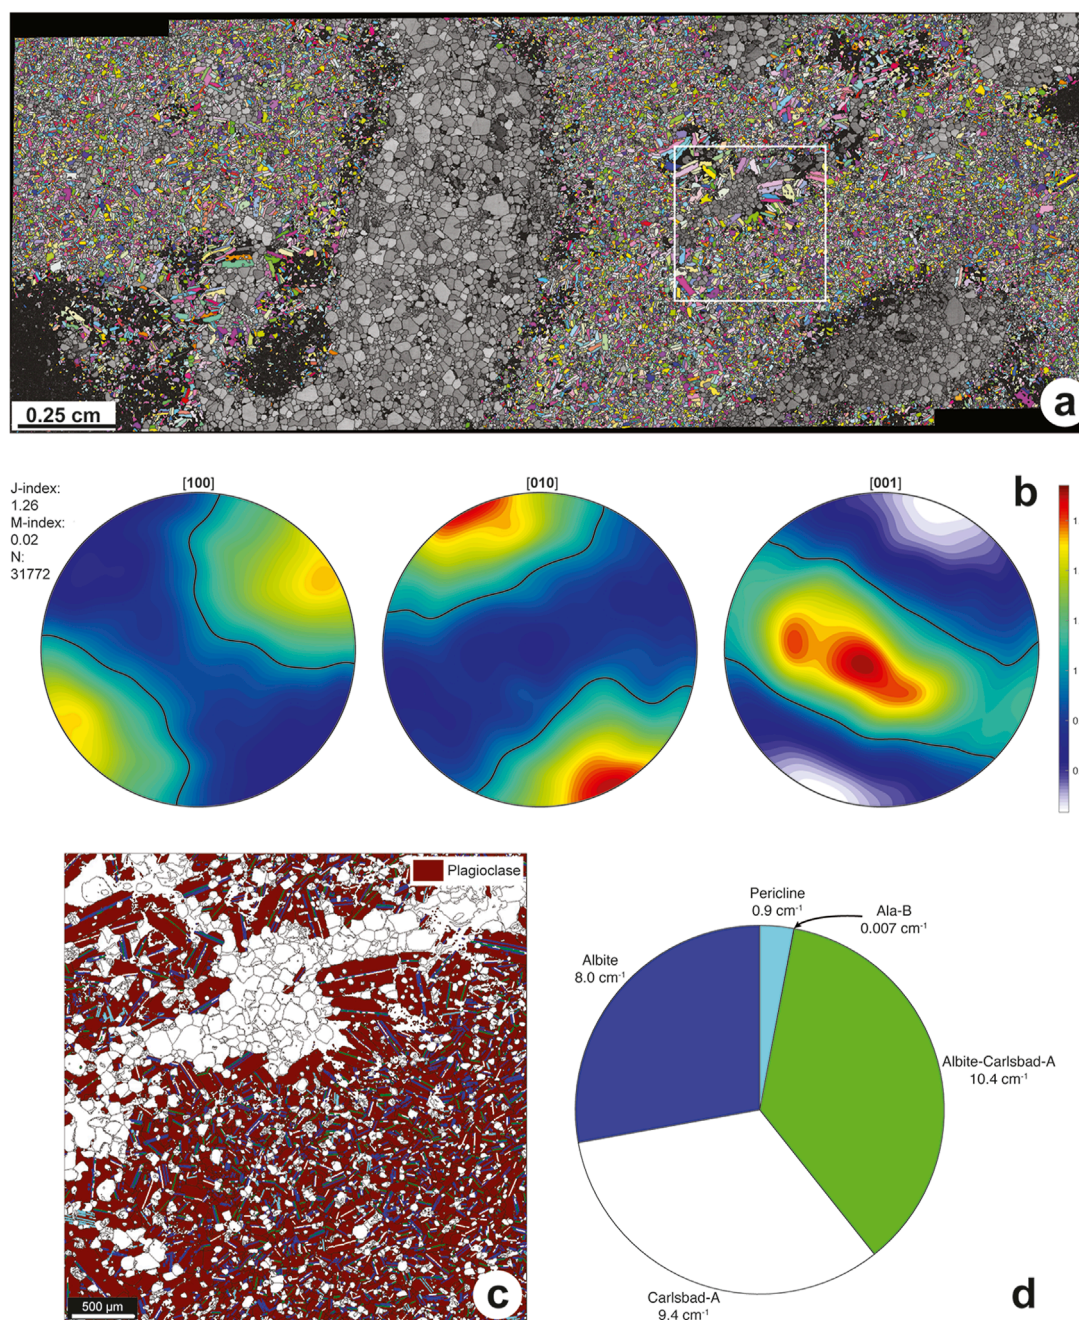 0.25 cm
a
J-index:
1.26
M-index:
0.02
N:
31772
[100]
[010]
[001]
b
Plagioclase
500 µm
c
Pericline
0.9 cm⁻¹
Ala-B
0.007 cm⁻¹
Albite
8.0 cm⁻¹
Albite-Carlsbad-A
10.4 cm⁻¹
Carlsbad-A
9.4 cm⁻¹
d